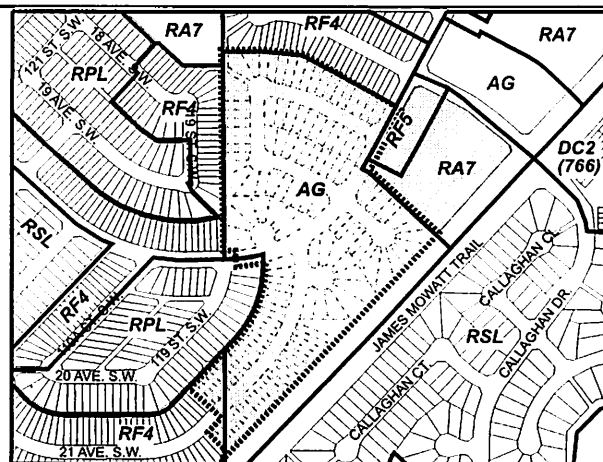 RA7
RF4
RA7
18 AVE. S.W.
121 ST. S.W.
RPL
19 AVE. S.W.
RF4
AG
RF5
DC2
(766)
RA7
AG
RSL
RF4
RPL
119 ST. S.W.
20 AVE. S.W.
RF4
21 AVE. S.W.
JAMES MOWATT TRAIL
CALLAGHAN CL.
CALLAGHAN DR
RSL
CALLAGHAN CT.